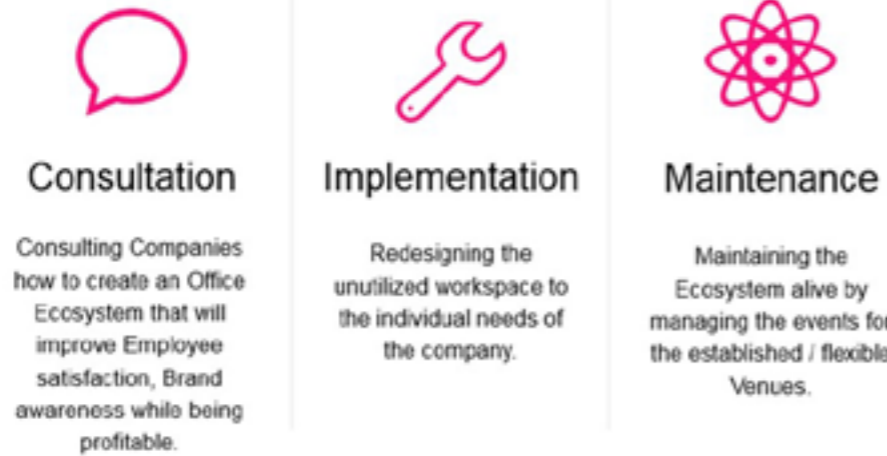 Consultation
Consulting Companies
how to create an Office
Ecosystem that will
improve Employee
satisfaction, Brand
awareness while being
profitable.
Implementation
Redesigning the
unutilized workspace to
the individual needs of
the company.
Maintenance
Maintaining the
Ecosystem alive by
managing the events for
the established / flexible
Venues.